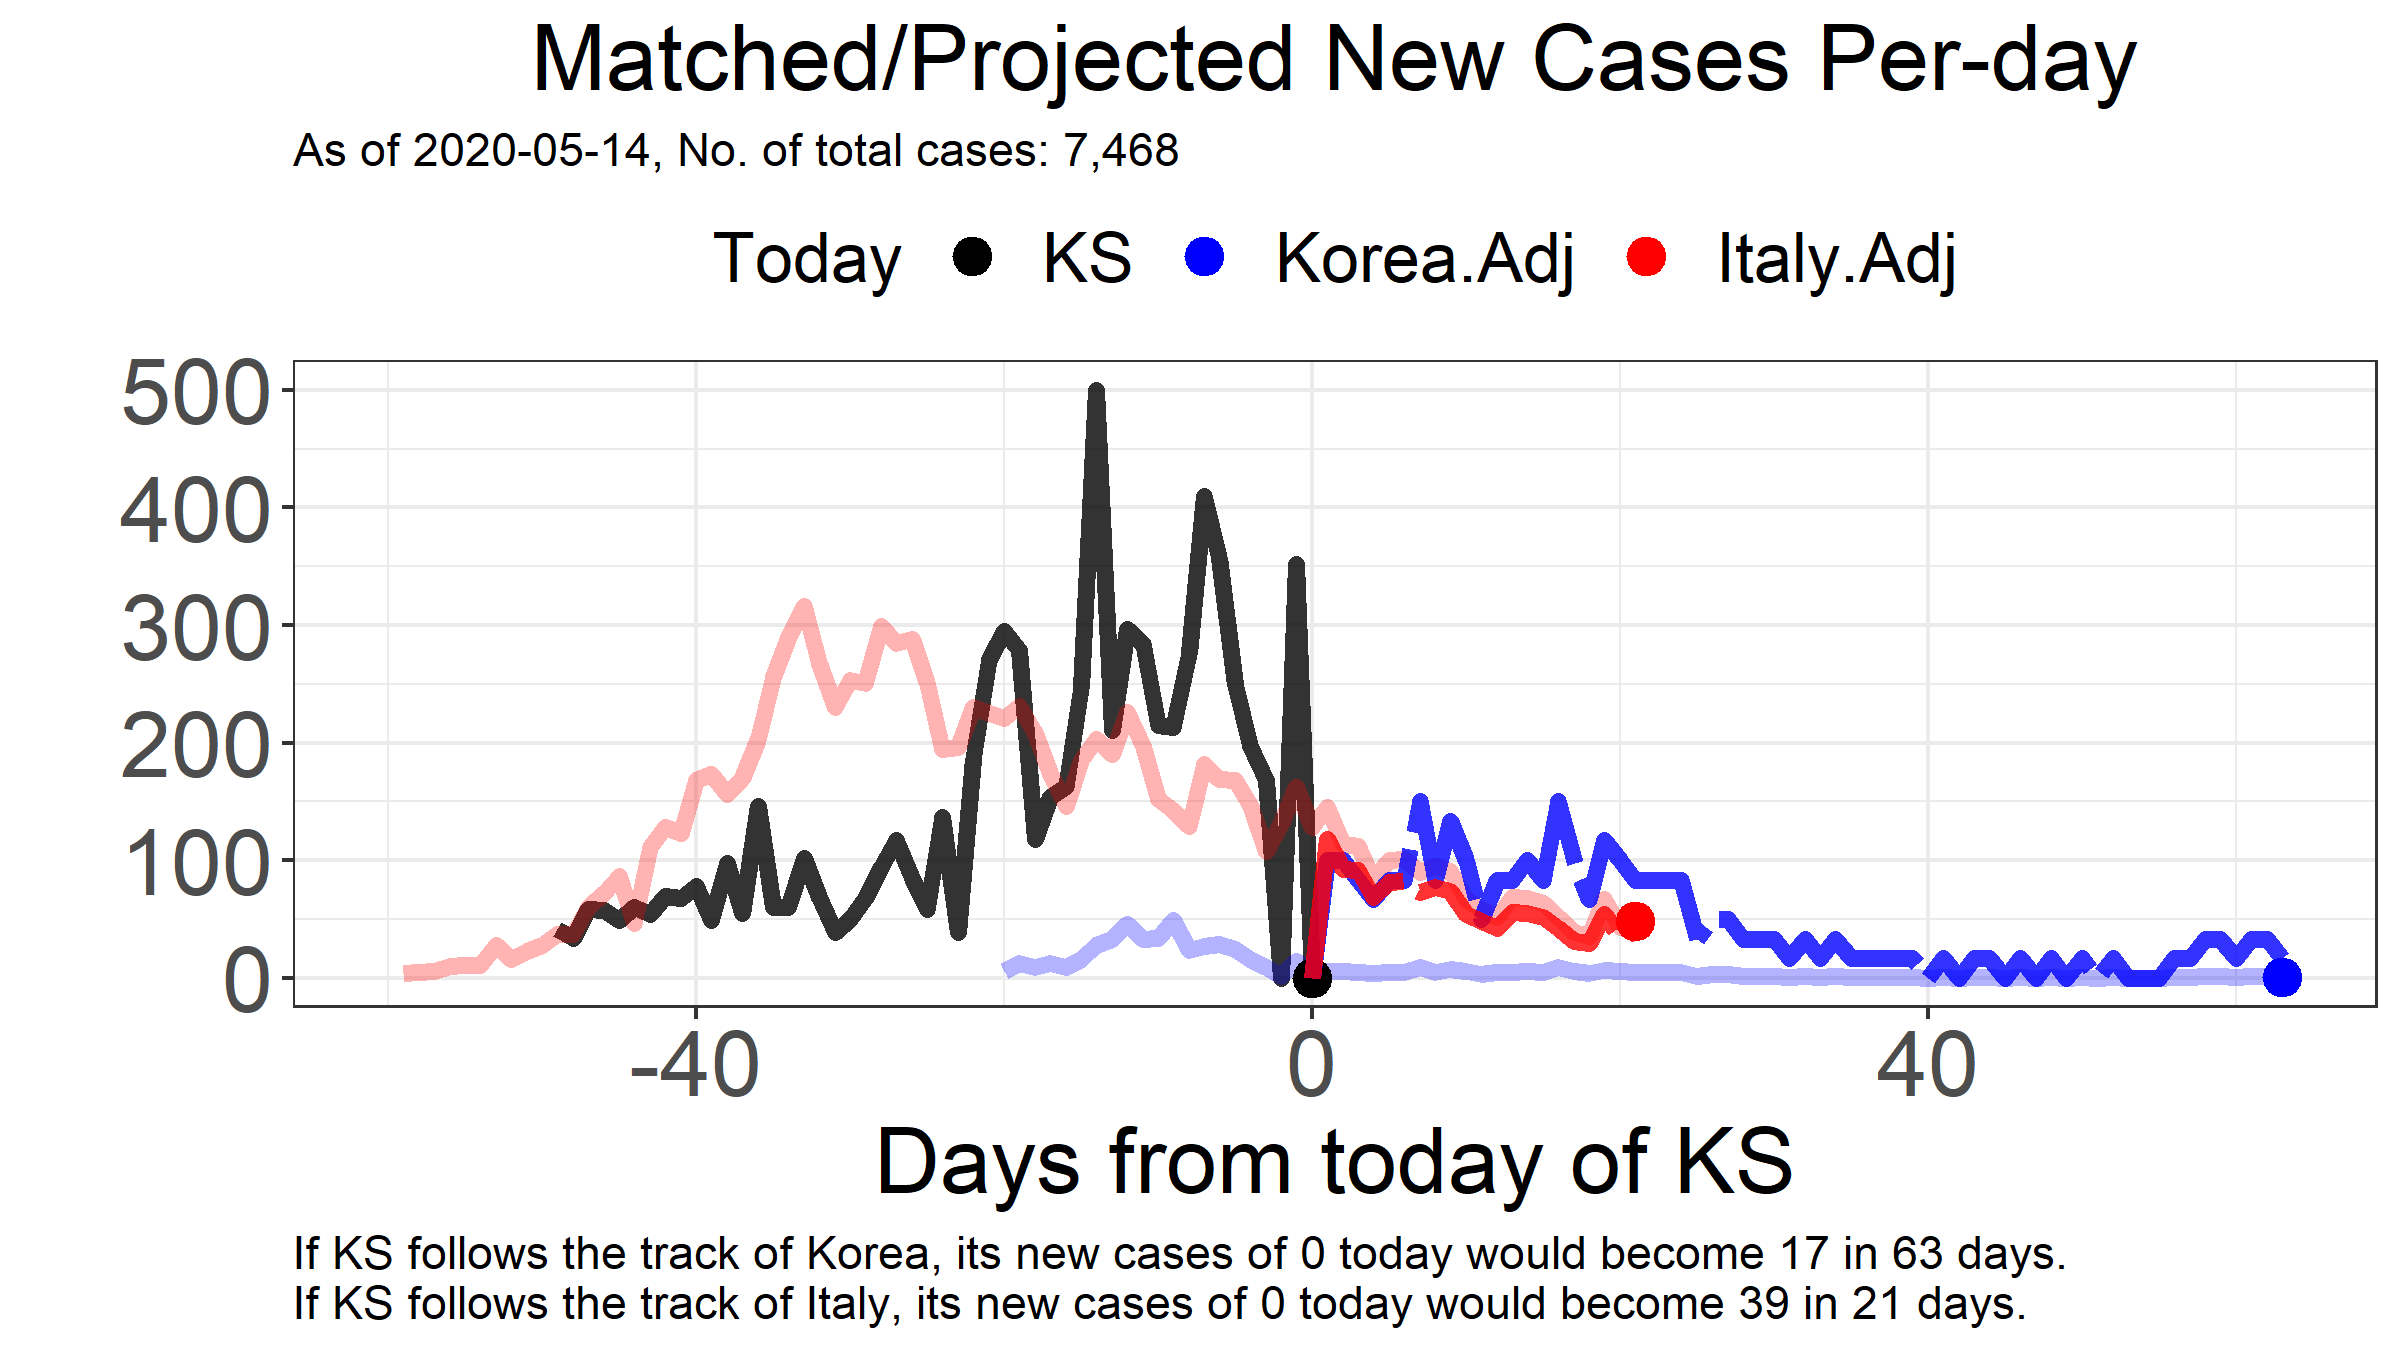 Matched/Projected New Cases Per-day
As of 2020-05-14, No. of total cases: 7,468
Today KS Korea.Adj Italy.Adj
500
400
300
200
100
0
-40 0 40
Days from today of KS
If KS follows the track of Korea, its new cases of 0 today would become 17 in 63 days.
If KS follows the track of Italy, its new cases of 0 today would become 39 in 21 days.